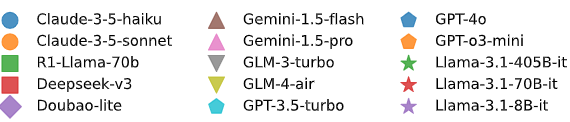 Claude-3-5-haiku Gemini-1.5-flash GPT-4o
Claude-3-5-sonnet Gemini-1.5-pro GPT-o3-mini
R1-Llama-70b GLM-3-turbo Llama-3.1-405B-it
Deepseek-v3 GLM-4-air Llama-3.1-70B-it
Doubao-lite GPT-3.5-turbo Llama-3.1-8B-it